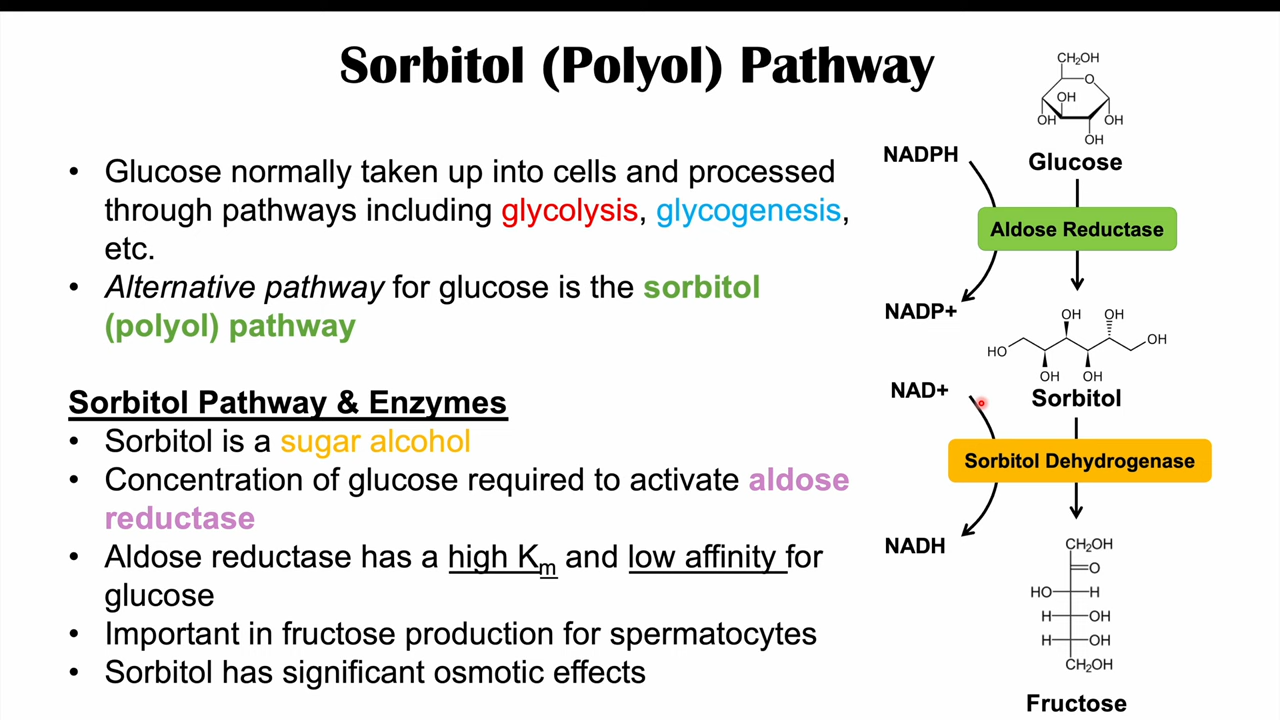 Sorbitol (Polyol) Pathway
• Glucose normally taken up into cells and processed
through pathways including glycolysis, glycogenesis,
etc.
• Alternative pathway for glucose is the sorbitol
(polyol) pathway
Sorbitol Pathway & Enzymes
• Sorbitol is a sugar alcohol
• Concentration of glucose required to activate aldose
reductase
• Aldose reductase has a high Km and low affinity for
glucose
• Important in fructose production for spermatocytes
• Sorbitol has significant osmotic effects
CH₂OH
O
OH
OH
OH
OH
Glucose
NADPH
Aldose Reductase
NADP+
OH
OH
HO
OH
OH
OH
Sorbitol
NAD+
Sorbitol Dehydrogenase
NADH
CH₂OH
O
HO H
H OH
H OH
CH₂OH
Fructose